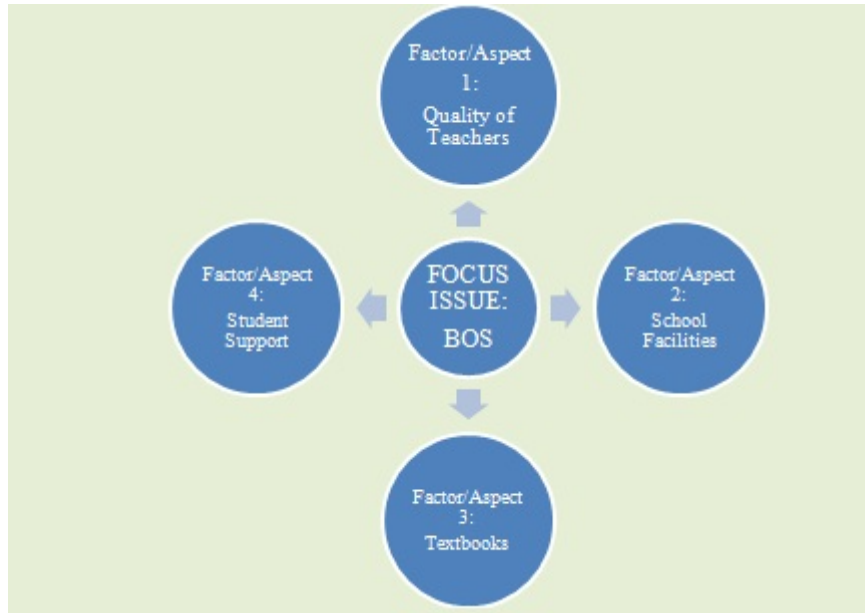 Factor/Aspect
1:
Quality of
Teachers
Factor/Aspect
4:
Student
Support
FOCUS
ISSUE:
BOS
Factor/Aspect
2:
School
Facilities
Factor/Aspect
3:
Textbooks